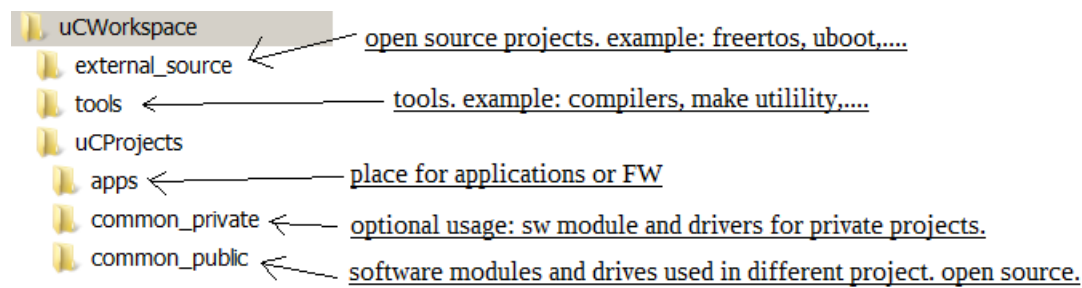 uCWorkspace
open source projects. example: freertos, uboot,....
external_source
tools
tools. example: compilers, make utilility,....
uCProjects
apps
place for applications or FW
common_private
optional usage: sw module and drivers for private projects.
common_public
software modules and drives used in different project. open source.